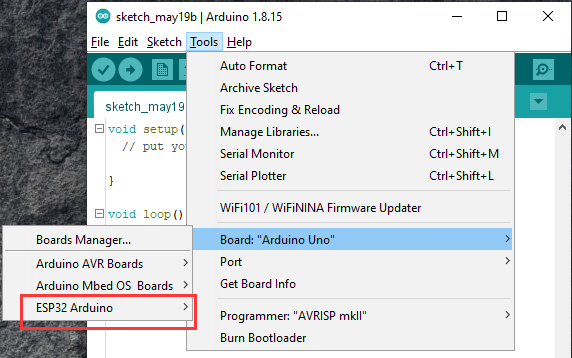 sketch_may19b | Arduino 1.8.15
File Edit Sketch Tools Help
sketch_may19
void setup(
// put you
}
void loop()
Auto Format Ctrl+T
Archive Sketch
Fix Encoding & Reload
Manage Libraries... Ctrl+Shift+I
Serial Monitor Ctrl+Shift+M
Serial Plotter Ctrl+Shift+L
WiFi101 / WiFiNINA Firmware Updater
Board: "Arduino Uno"
Port
Get Board Info
Programmer: "AVRISP mkII"
Burn Bootloader
Boards Manager...
Arduino AVR Boards
Arduino Mbed OS Boards
ESP32 Arduino